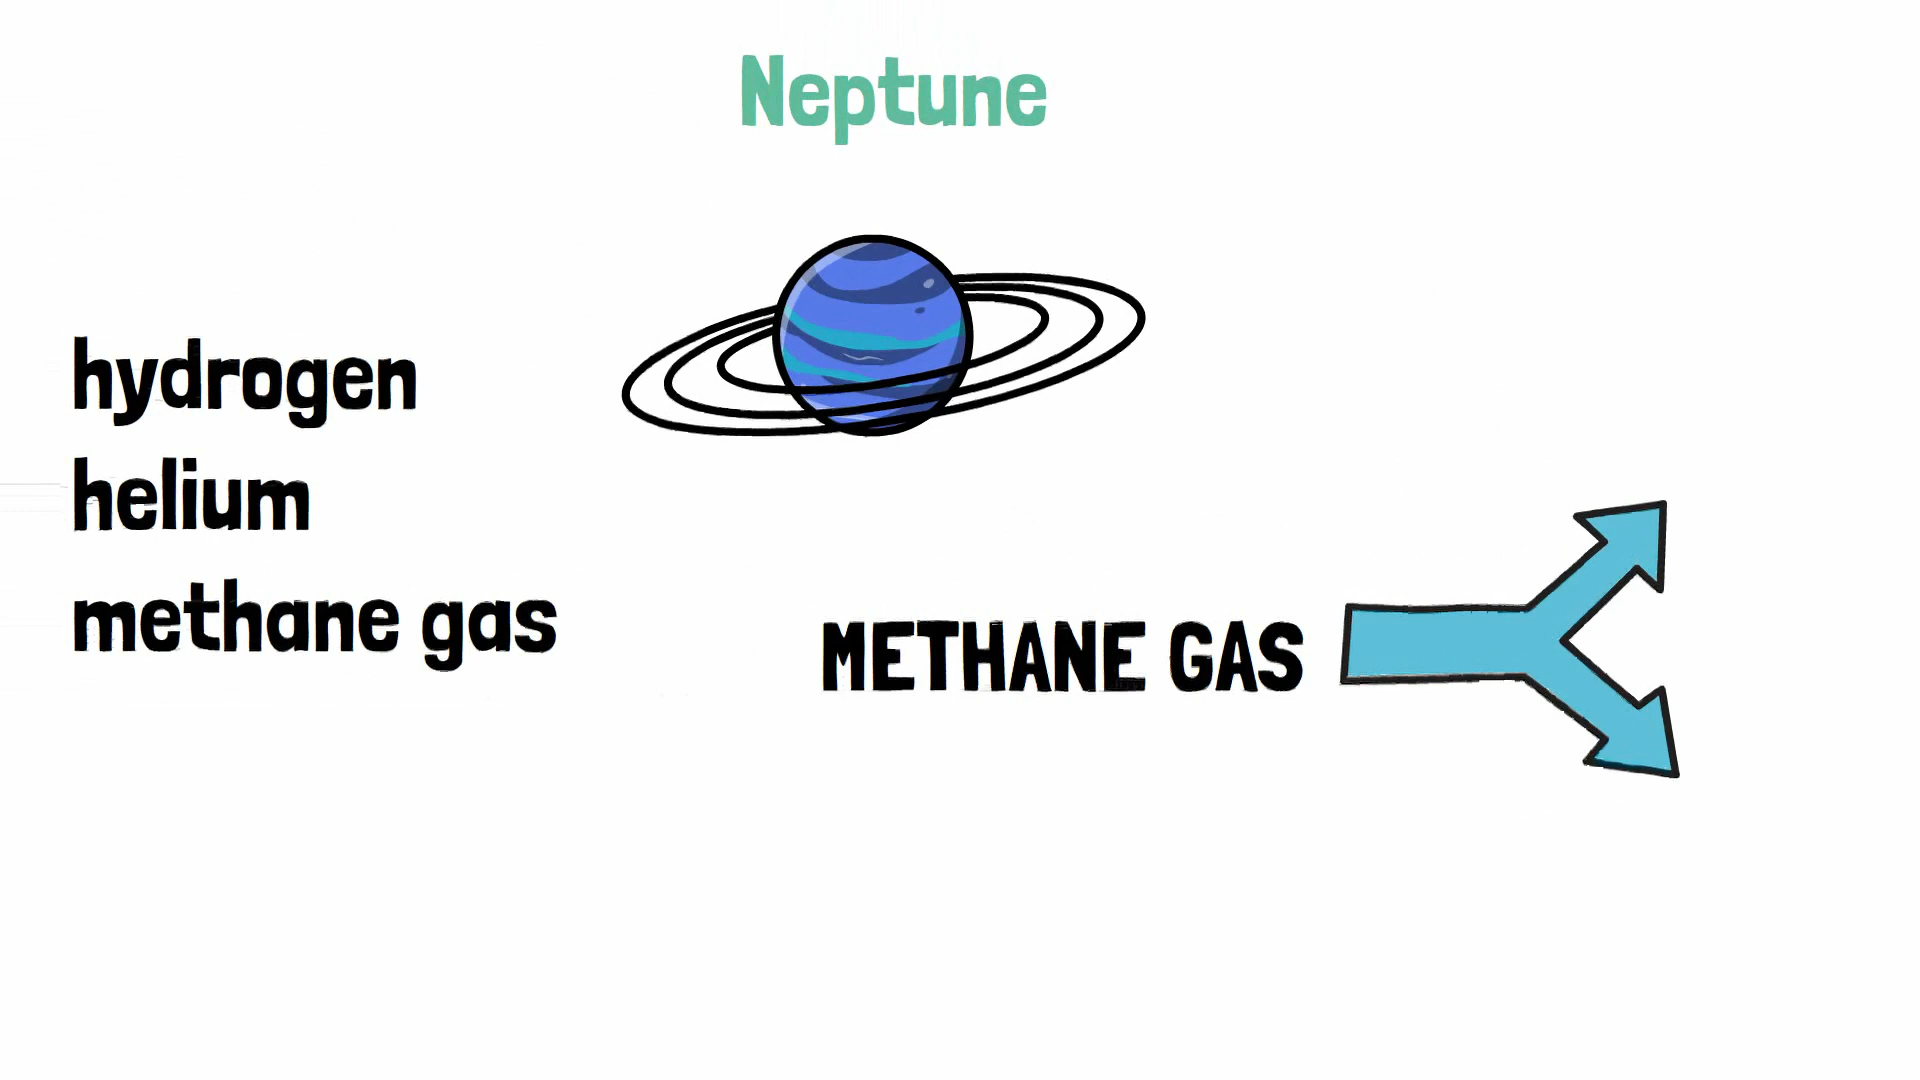 Neptune
hydrogen
helium
methane gas
METHANE GAS